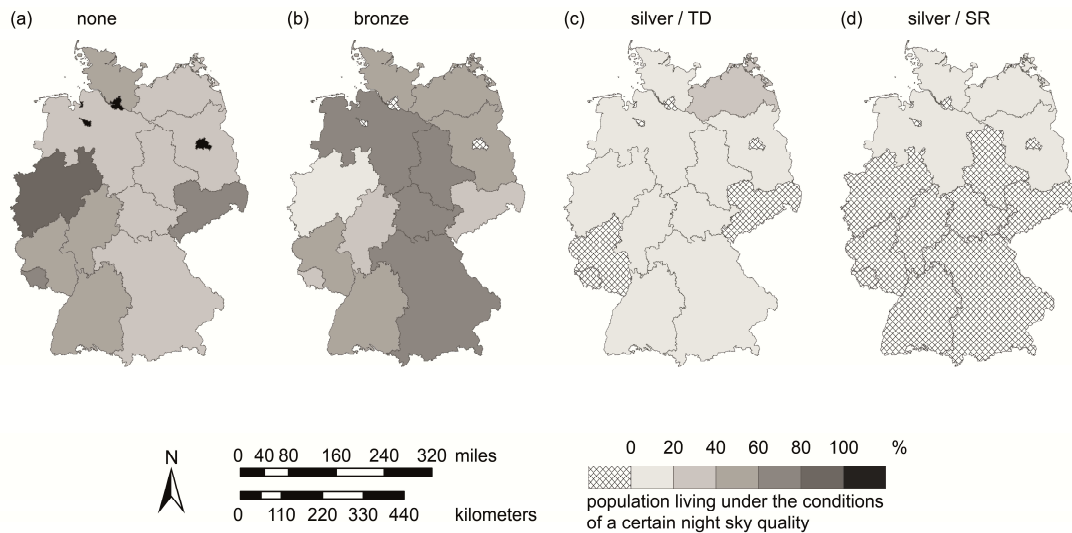 (a) none
(b) bronze
(c) silver / TD
(d) silver / SR
N
0 40 80 160 240 320 miles
0 110 220 330 440 kilometers
0 20 40 60 80 100 %
population living under the conditions
of a certain night sky quality